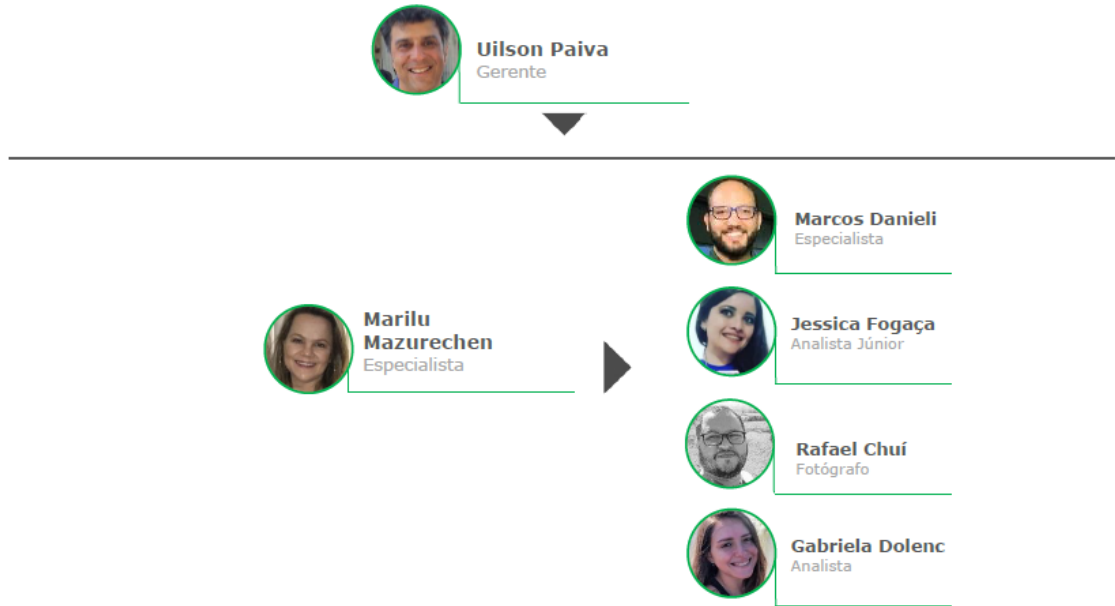 Uilson Paiva
Gerente
Marilu
Mazurechen
Especialista
Marcos Danieli
Especialista
Jessica Fogaça
Analista Júnior
Rafael Chuí
Fotógrafo
Gabriela Dolenc
Analista